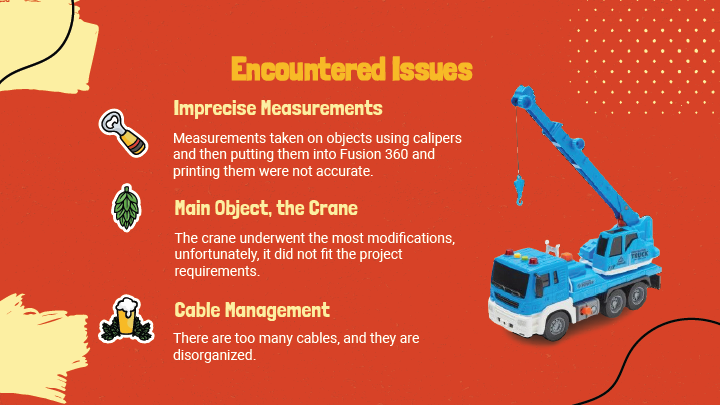 Encountered Issues
Imprecise Measurements
Measurements taken on objects using calipers
and then putting them into Fusion 360 and
printing them were not accurate.
Main Object, the Crane
The crane underwent the most modifications,
unfortunately, it did not fit the project
requirements.
Cable Management
There are too many cables, and they are
disorganized.
TRUCK